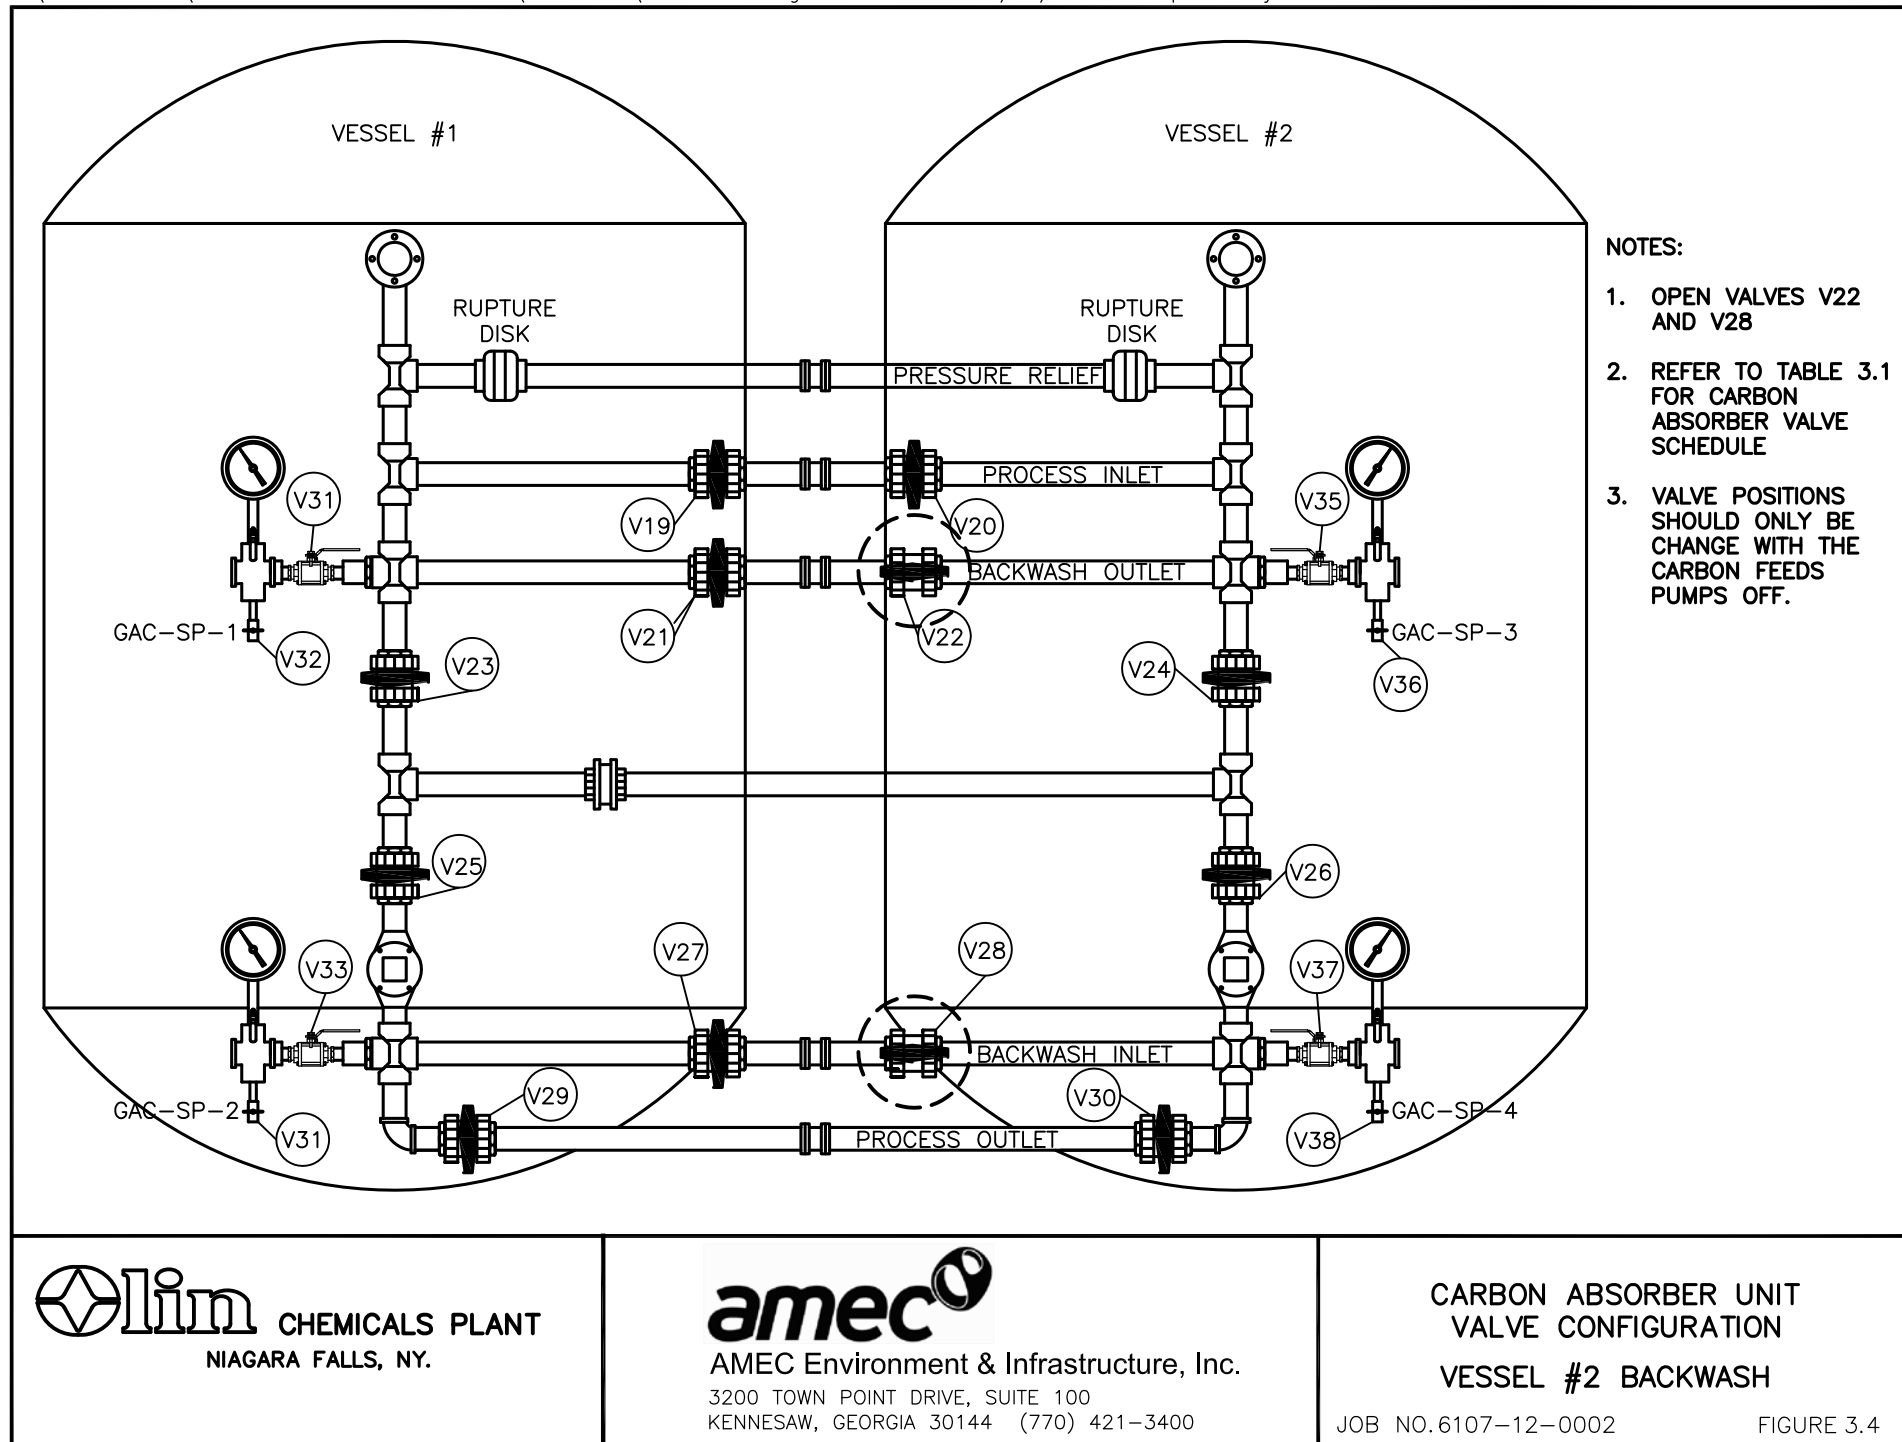 VESSEL #1
VESSEL #2
RUPTURE
DISK
RUPTURE
DISK
PRESSURE RELIEF
PROCESS INLET
V31
V19
V20
V35
BACKWASH OUTLET
GAC-SP-1
V32
V21
V22
GAC-SP-3
V36
V23
V24
V25
V26
V33
V27
V28
V37
BACKWASH INLET
GAC-SP-2
V31
V29
V30
GAC-SP-4
V38
PROCESS OUTLET
NOTES:
1. OPEN VALVES V22
AND V28
2. REFER TO TABLE 3.1
FOR CARBON
ABSORBER VALVE
SCHEDULE
3. VALVE POSITIONS
SHOULD ONLY BE
CHANGE WITH THE
CARBON FEEDS
PUMPS OFF.
Olin CHEMICALS PLANT
NIAGARA FALLS, NY.
amec
AMEC Environment & Infrastructure, Inc.
3200 TOWN POINT DRIVE, SUITE 100
KENNESAW, GEORGIA 30144 (770) 421-3400
CARBON ABSORBER UNIT
VALVE CONFIGURATION
VESSEL #2 BACKWASH
JOB NO.6107-12-0002 FIGURE 3.4